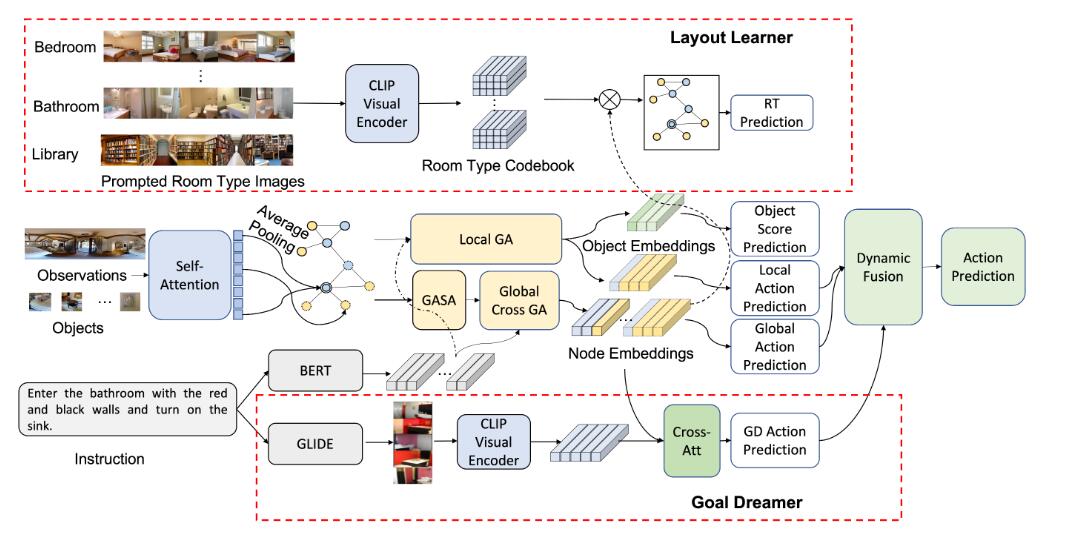 Layout Learner
Bedroom
Bathroom
Library
Prompted Room Type Images
CLIP
Visual
Encoder
Room Type Codebook
RT
Prediction
Observations
Objects
Self-
Attention
Average
Pooling
Local GA
GASA
Global
Cross GA
Object Embeddings
Node Embeddings
Object
Score
Prediction
Local
Action
Prediction
Global
Action
Prediction
Dynamic
Fusion
Action
Prediction
Enter the bathroom with the red
and black walls and turn on the
sink.
Instruction
BERT
GLIDE
CLIP
Visual
Encoder
Cross-
Att
GD Action
Prediction
Goal Dreamer